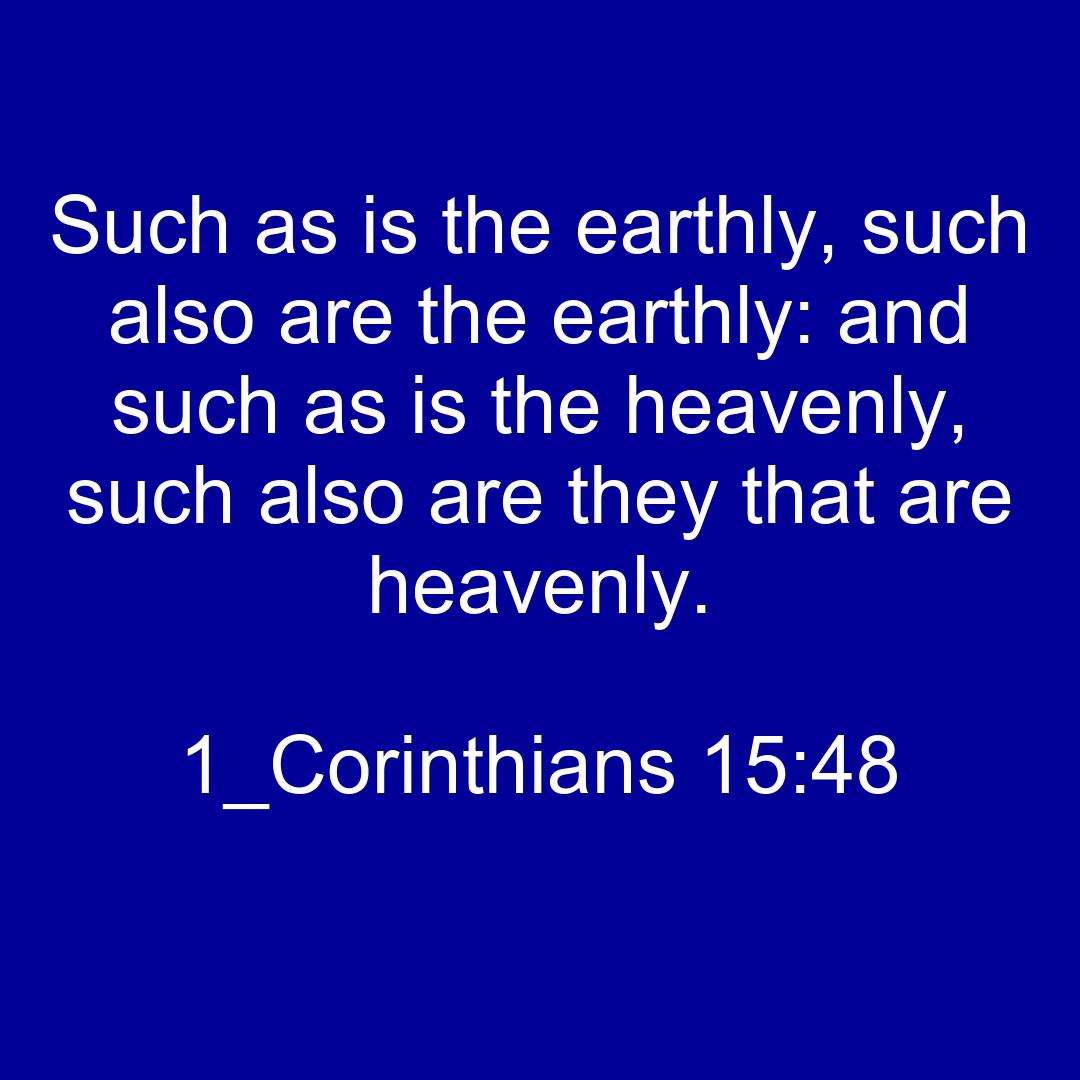 Such as is the earthly, such
also are the earthly: and
such as is the heavenly,
such also are they that are
heavenly.
1_Corinthians 15:48